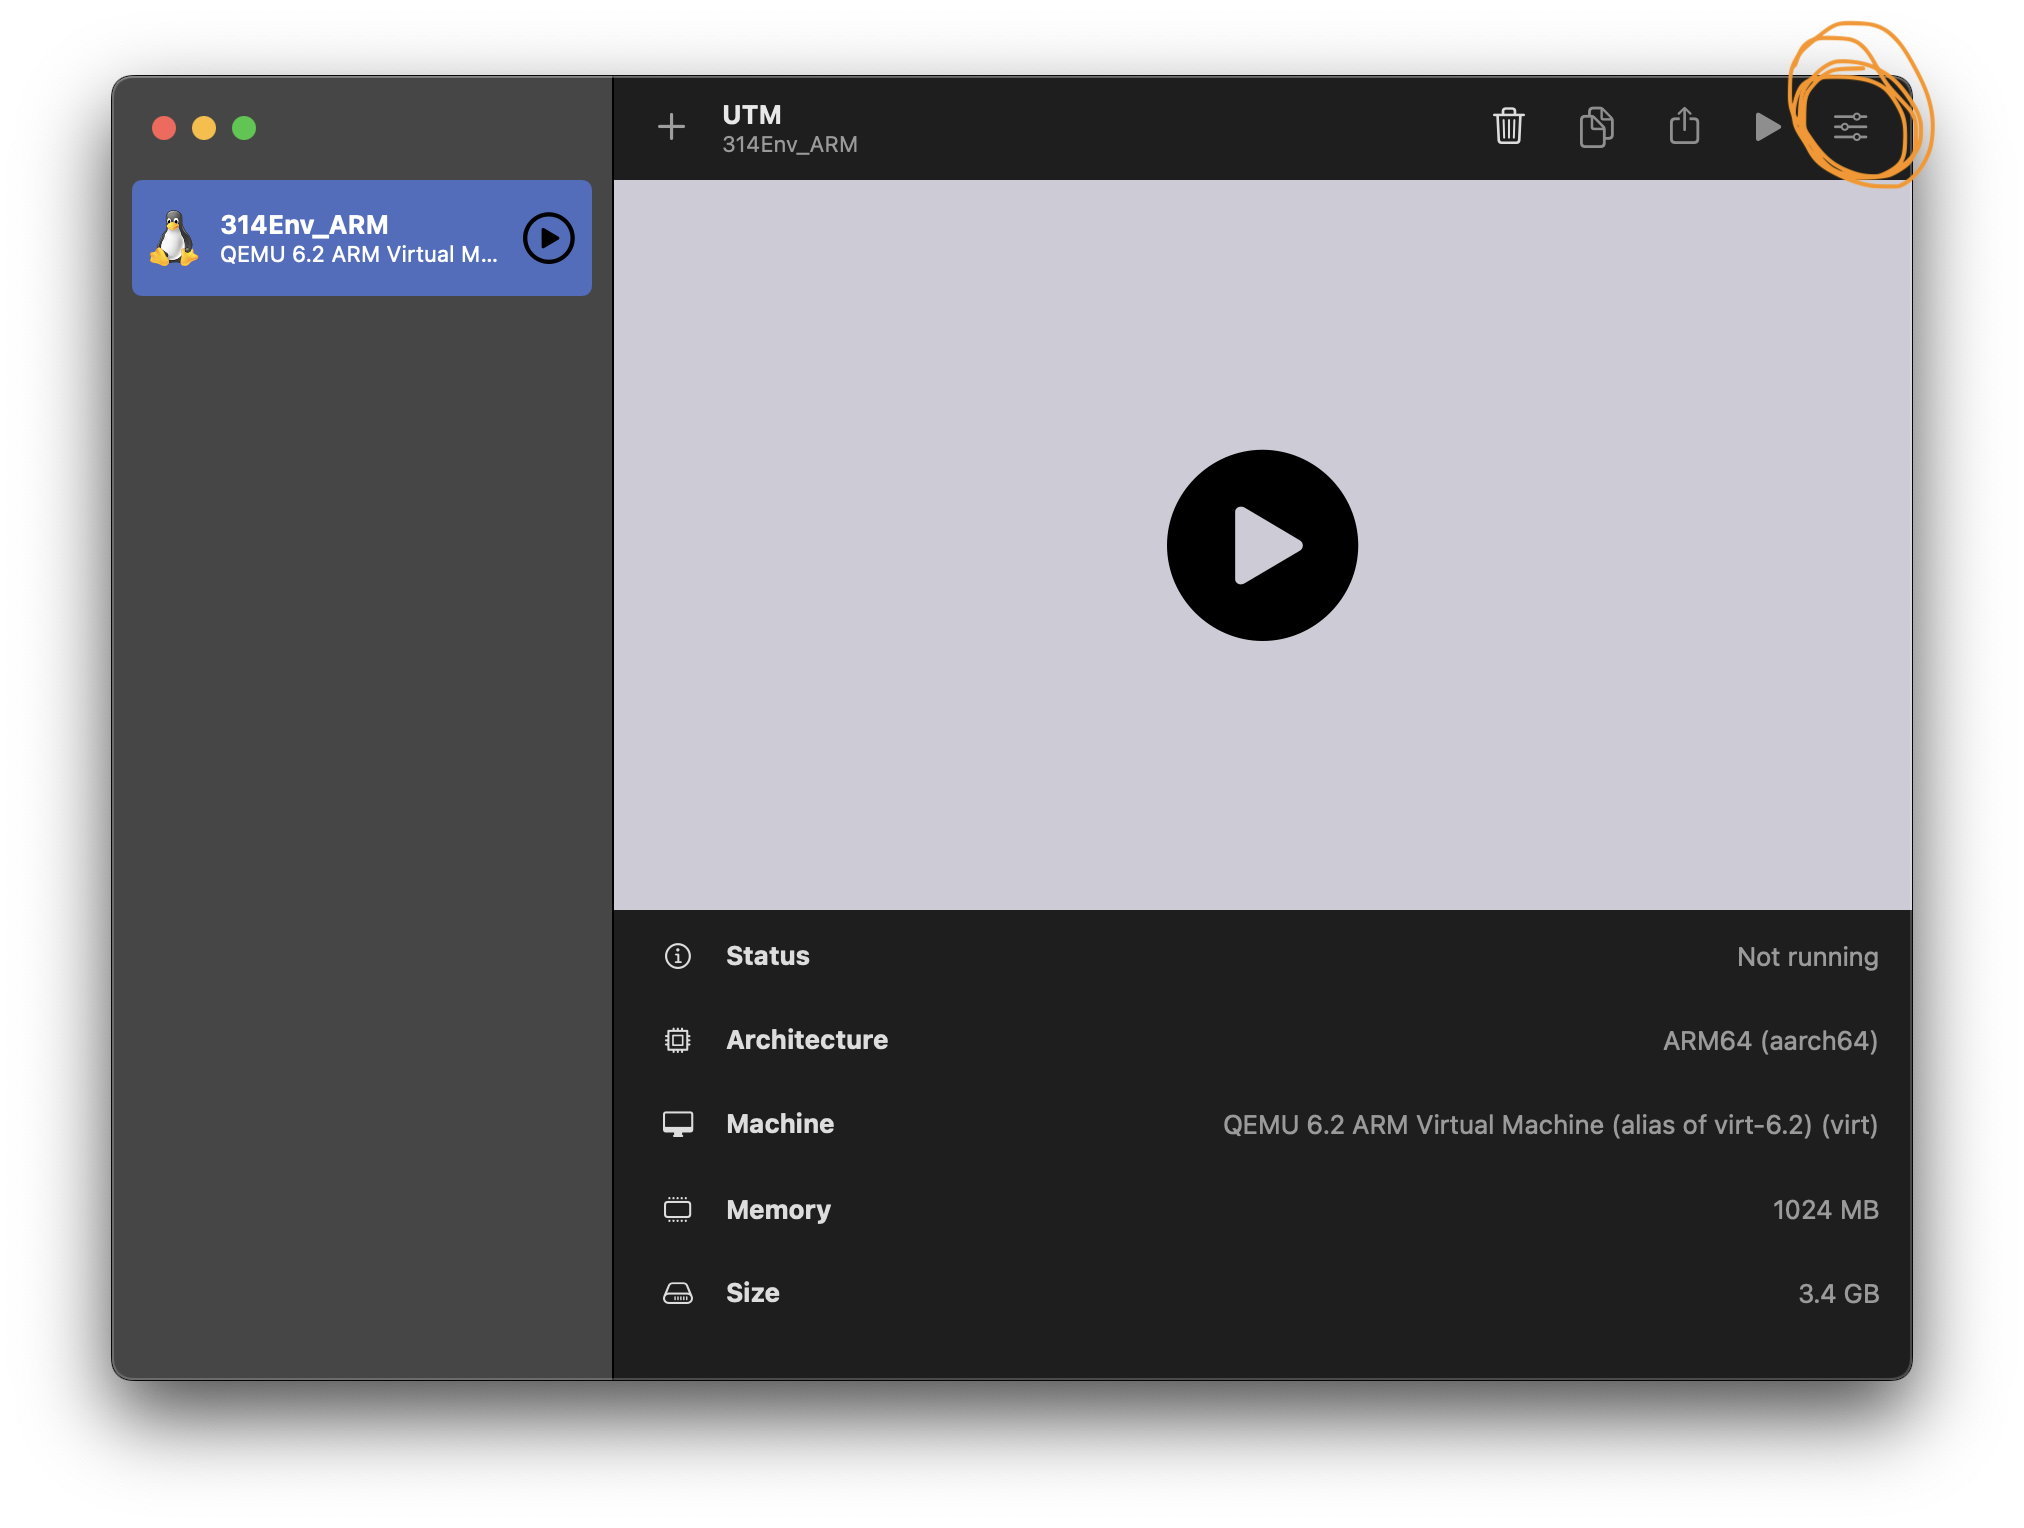 UTM
314Env_ARM
314Env_ARM
QEMU 6.2 ARM Virtual M...
Status
Not running
Architecture
ARM64 (aarch64)
Machine
QEMU 6.2 ARM Virtual Machine (alias of virt-6.2) (virt)
Memory
1024 MB
Size
3.4 GB